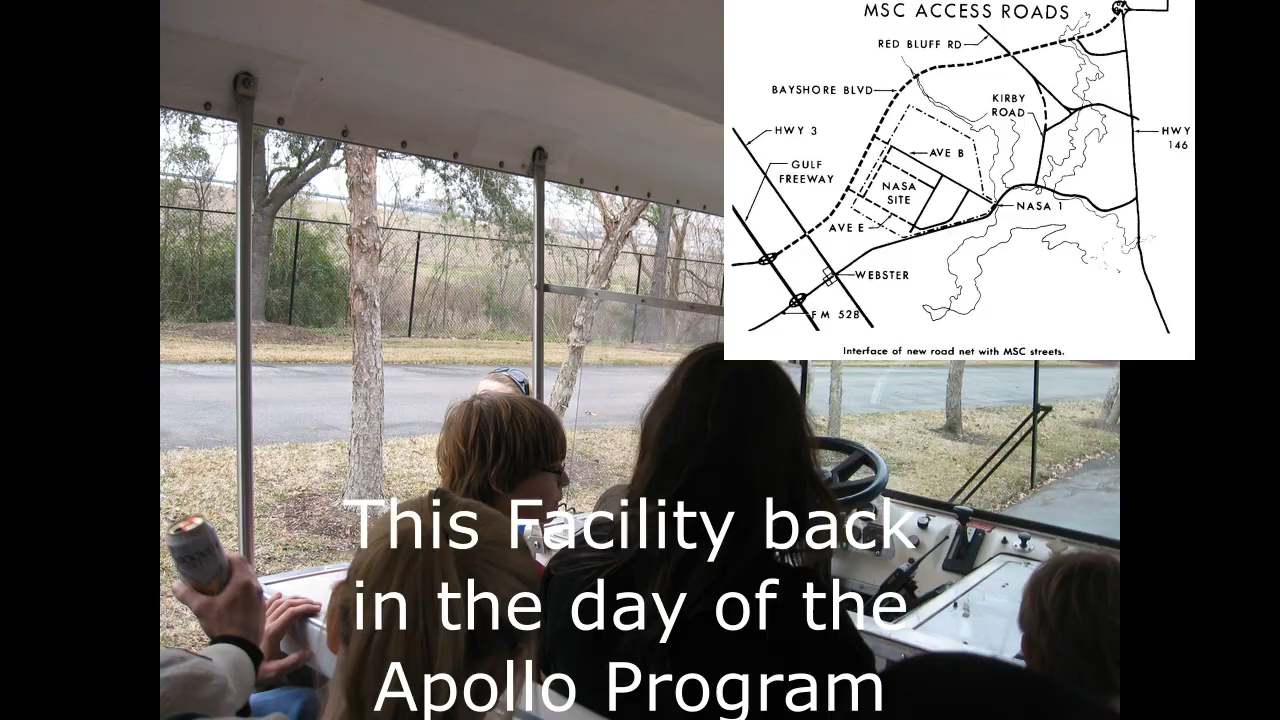 MSC ACCESS ROADS
RED BLUFF RD
BAYSHORE BLVD
KIRBY
ROAD
HWY 3
HWY
146
AVE B
GULF
FREEWAY
NASA
SITE
NASA 1
AVE E
WEBSTER
FM 528
Interface of new road net with MSC streets.
This Facility back
in the day of the
Apollo Program